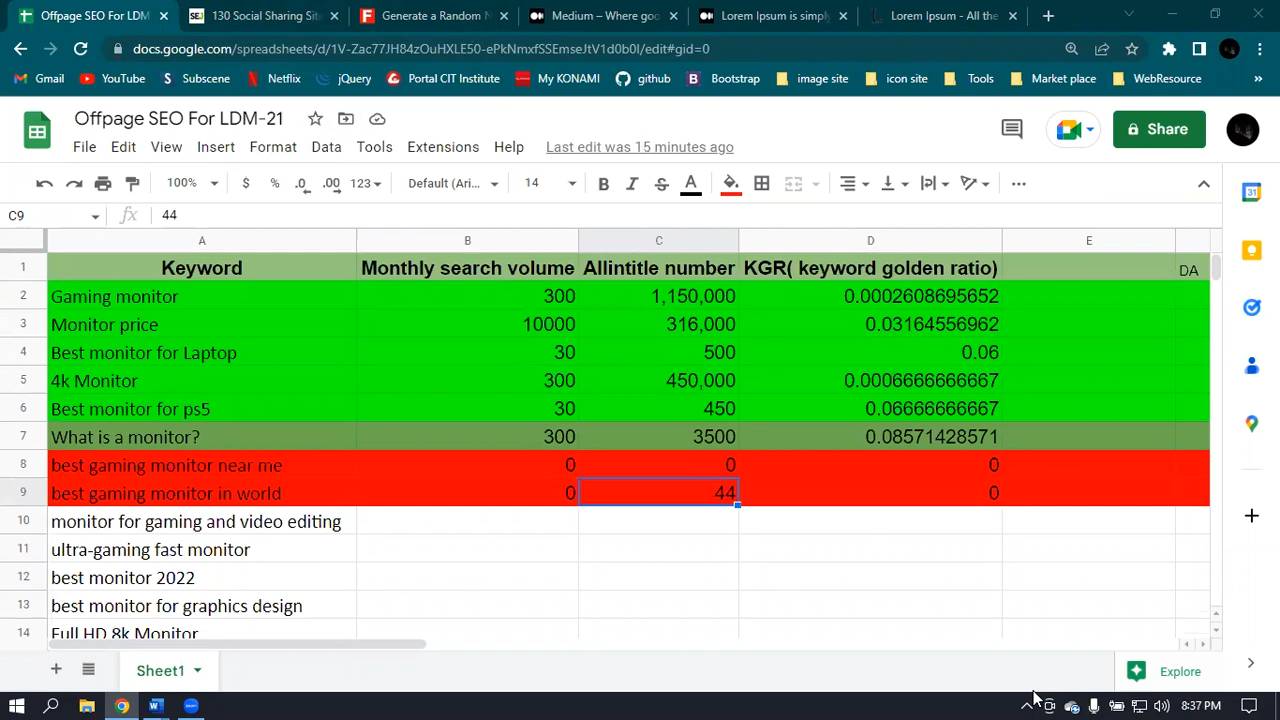 Offpage SEO For LDM
130 Social Sharing Sit
Generate a Random N
Medium – Where goo
Lorem Ipsum is simply
Lorem Ipsum - All the
docs.google.com/spreadsheets/d/1V-Zac77JH84zOuHXLE50-ePkNmxfSSEmseJtV1d0b0I/edit#gid=0
Gmail YouTube Subscene Netflix jQuery Portal CIT Institute My KONAMI github Bootstrap image site icon site Tools Market place WebResource »
Offpage SEO For LDM-21
Share
File Edit View Insert Format Data Tools Extensions Help Last edit was 15 minutes ago
100% $ % .0 .00 123 Default (Ari... 14 B I S A
C9 fx 44
A B C D E
1 Keyword Monthly search volume Allintitle number KGR( keyword golden ratio) DA
2 Gaming monitor 300 1,150,000 0.0002608695652
3 Monitor price 10000 316,000 0.03164556962
4 Best monitor for Laptop 30 500 0.06
5 4k Monitor 300 450,000 0.0006666666667
6 Best monitor for ps5 30 450 0.06666666667
7 What is a monitor? 300 3500 0.08571428571
8 best gaming monitor near me 0 0 0
9 best gaming monitor in world 0 44 0
10 monitor for gaming and video editing
11 ultra-gaming fast monitor
12 best monitor 2022
13 best monitor for graphics design
14 Full HD 8k Monitor
Sheet1 Explore
8:37 PM